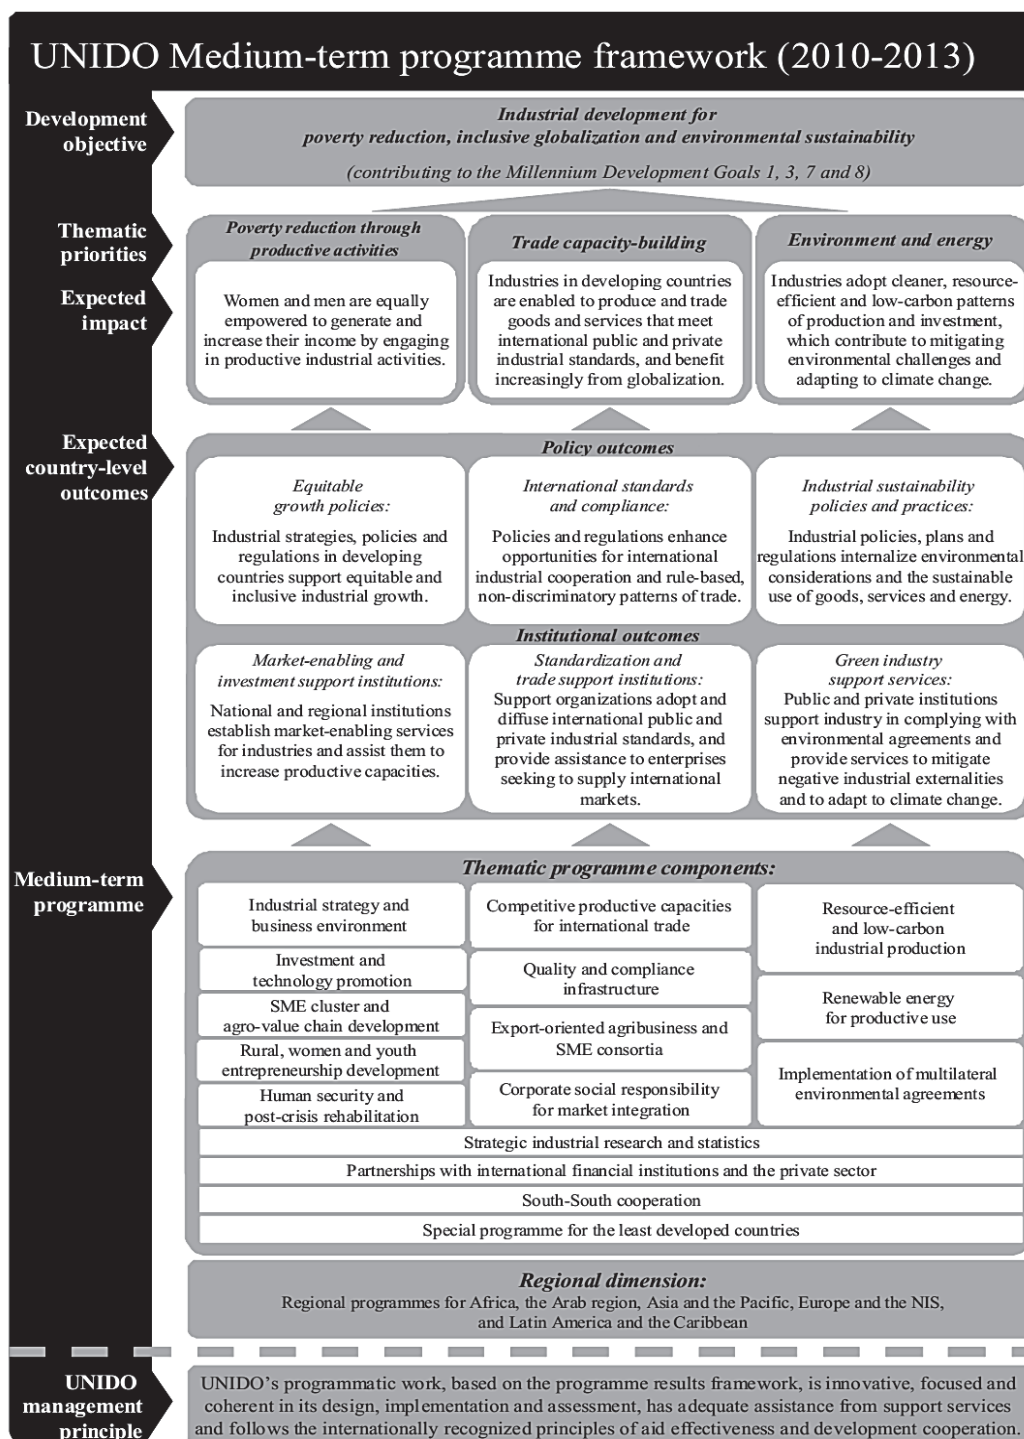 UNIDO Medium-term programme framework (2010-2013)
Development
objective
Industrial development for
poverty reduction, inclusive globalization and environmental sustainability
(contributing to the Millennium Development Goals 1, 3, 7 and 8)
Thematic
priorities
Poverty reduction through
productive activities
Trade capacity-building
Environment and energy
Expected
impact
Women and men are equally
empowered to generate and
increase their income by engaging
in productive industrial activities.
Industries in developing countries
are enabled to produce and trade
goods and services that meet
international public and private
industrial standards, and benefit
increasingly from globalization.
Industries adopt cleaner, resource-
efficient and low-carbon patterns
of production and investment,
which contribute to mitigating
environmental challenges and
adapting to climate change.
Expected
country-level
outcomes
Policy outcomes
Equitable
growth policies:
Industrial strategies, policies and
regulations in developing
countries support equitable and
inclusive industrial growth.
International standards
and compliance:
Policies and regulations enhance
opportunities for international
industrial cooperation and rule-based,
non-discriminatory patterns of trade.
Industrial sustainability
policies and practices:
Industrial policies, plans and
regulations internalize environmental
considerations and the sustainable
use of goods, services and energy.
Institutional outcomes
Market-enabling and
investment support institutions:
National and regional institutions
establish market-enabling services
for industries and assist them to
increase productive capacities.
Standardization and
trade support institutions:
Support organizations adopt and
diffuse international public and
private industrial standards, and
provide assistance to enterprises
seeking to supply international
markets.
Green industry
support services:
Public and private institutions
support industry in complying with
environmental agreements and
provide services to mitigate
negative industrial externalities
and to adapt to climate change.
Medium-term
programme
Thematic programme components:
Industrial strategy and
business environment
Investment and
technology promotion
SME cluster and
agro-value chain development
Rural, women and youth
entrepreneurship development
Human security and
post-crisis rehabilitation
Competitive productive capacities
for international trade
Quality and compliance
infrastructure
Export-oriented agribusiness and
SME consortia
Corporate social responsibility
for market integration
Resource-efficient
and low-carbon
industrial production
Renewable energy
for productive use
Implementation of multilateral
environmental agreements
Strategic industrial research and statistics
Partnerships with international financial institutions and the private sector
South-South cooperation
Special programme for the least developed countries
Regional dimension:
Regional programmes for Africa, the Arab region, Asia and the Pacific, Europe and the NIS,
and Latin America and the Caribbean
UNIDO
management
principle
UNIDO's programmatic work, based on the programme results framework, is innovative, focused and
coherent in its design, implementation and assessment, has adequate assistance from support services
and follows the internationally recognized principles of aid effectiveness and development cooperation.